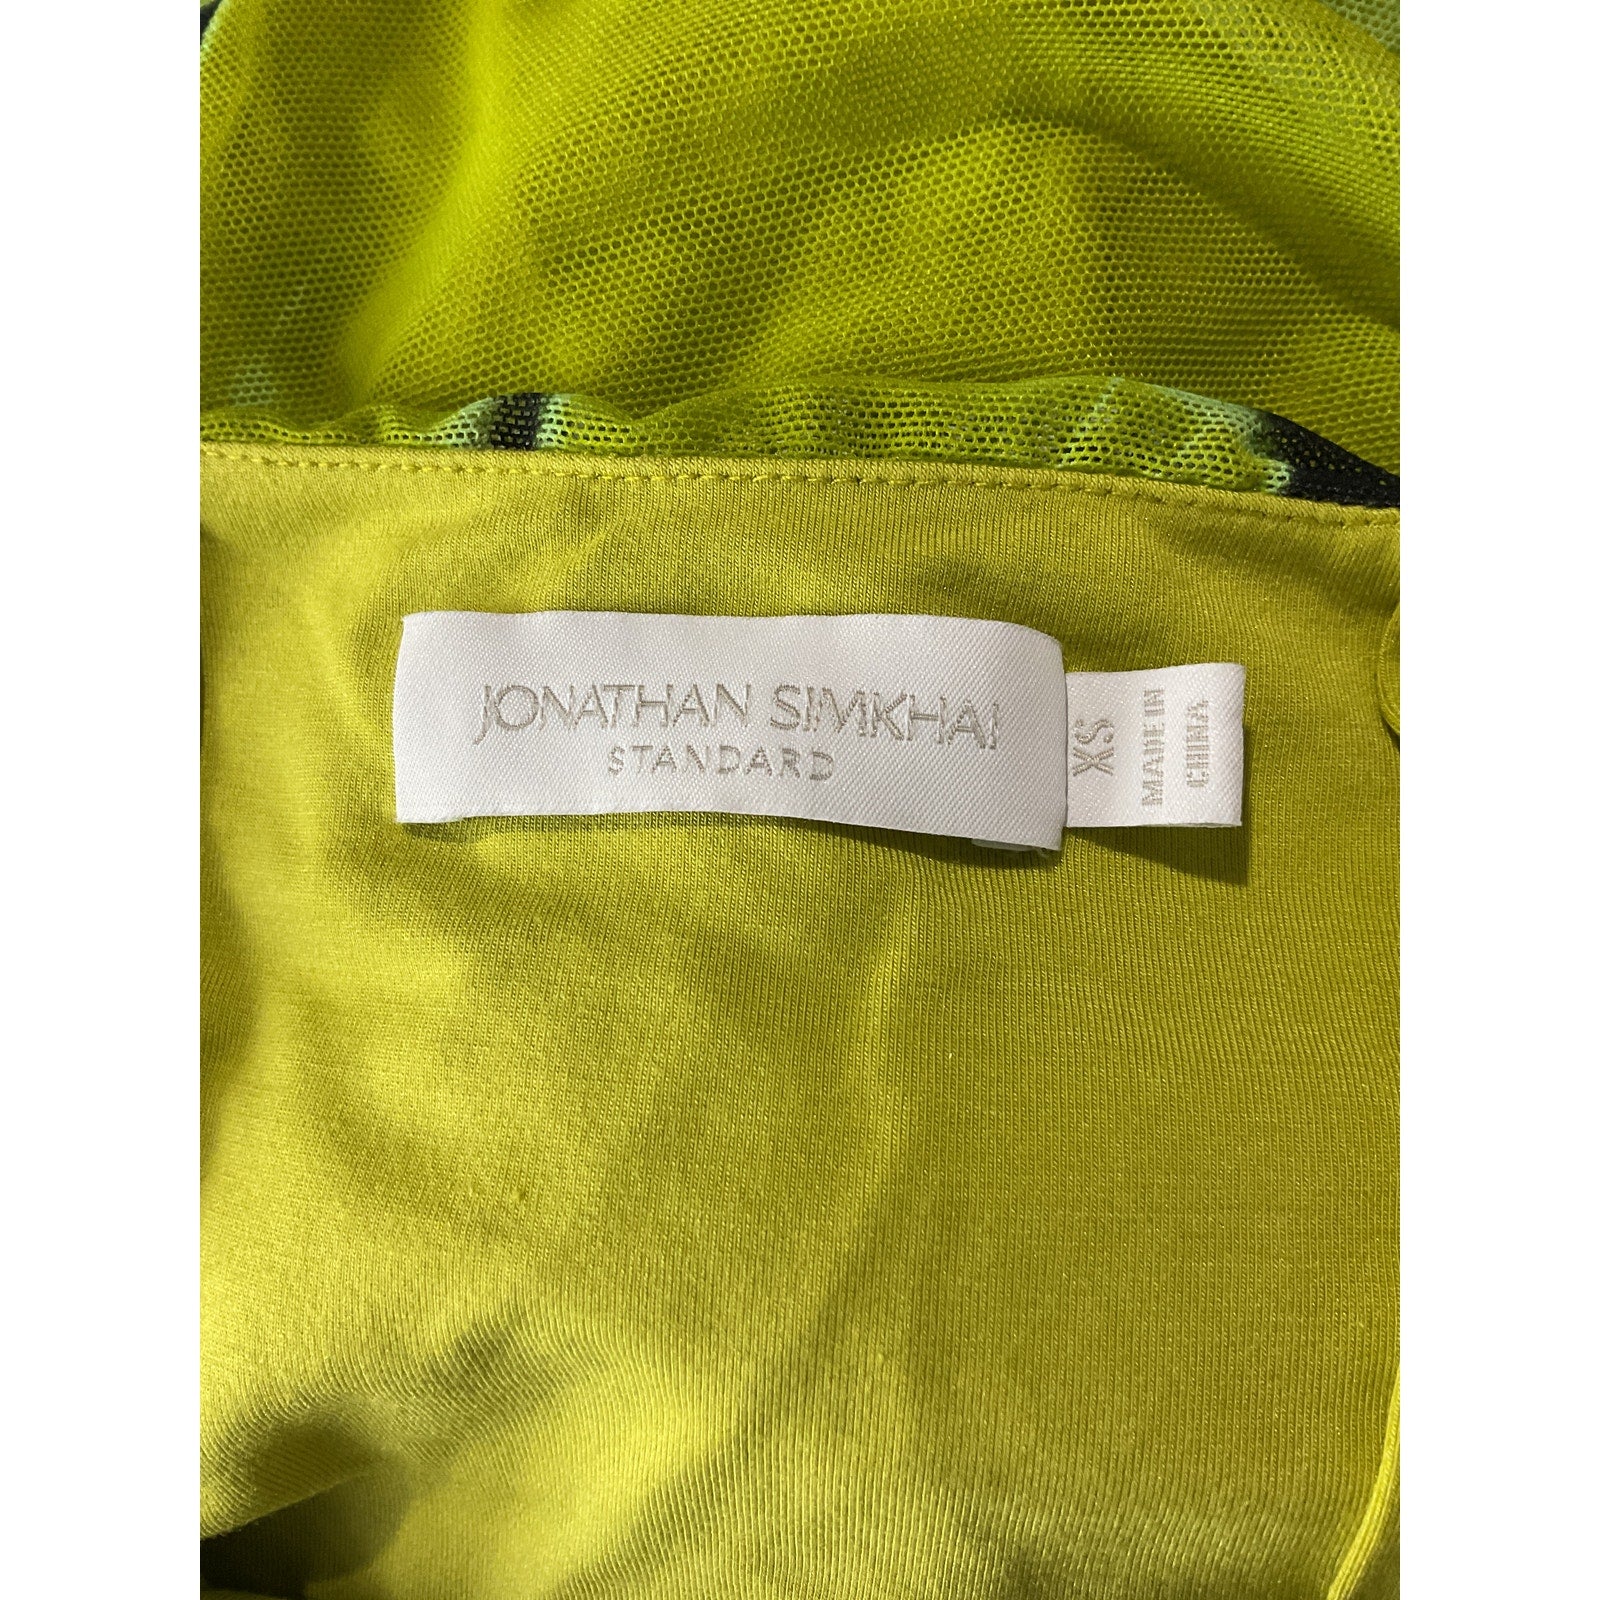 JONATHAN SIMKHAI
STANDARD
XS
MADE IN
CHINA